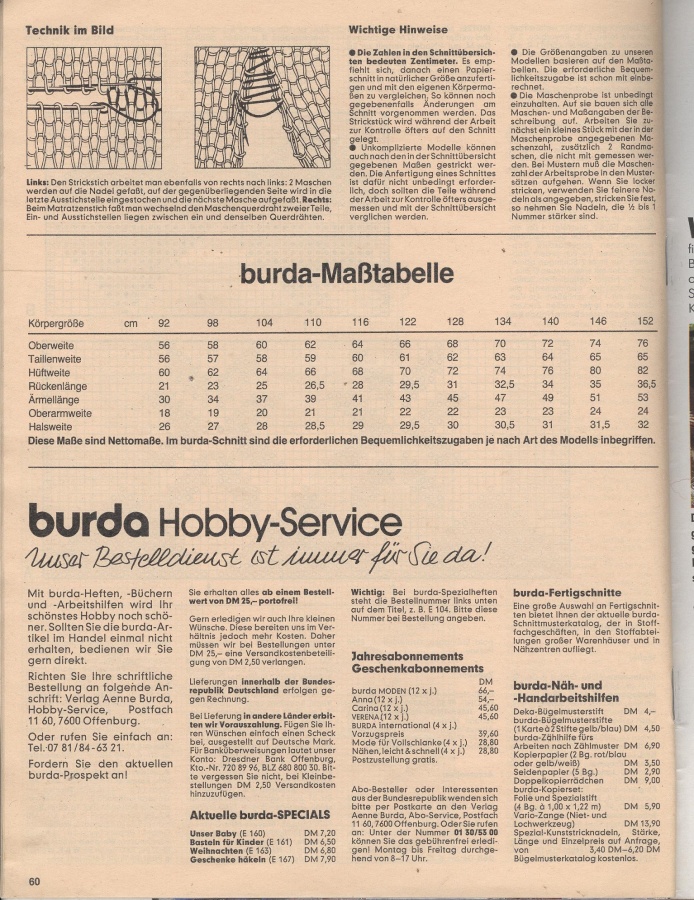 Technik im Bild
Links: Den Strickstich arbeitet man ebenfalls von rechts nach links: 2 Maschen
werden auf die Nadel gefaßt, auf der gegenüberliegenden Seite wird in die
letzte Ausstichstelle eingestochen und die nächste Masche aufgefaßt. Rechts:
Beim Matratzenstich faßt man wechselnd den Maschenquerdraht zweier Teile,
Ein- und Ausstichstellen liegen zwischen ein und denselben Querdrähten.
Wichtige Hinweise
● Die Zahlen in den Schnittübersich-
ten bedeuten Zentimeter. Es emp-
fiehlt sich, danach einen Papier-
schnitt in natürlicher Größe anzuferti-
gen und mit den eigenen Körperma-
ßen zu vergleichen. So können noch
gegebenenfalls Änderungen am
Schnitt vorgenommen werden. Das
Strickstück wird während der Arbeit
zur Kontrolle öfters auf den Schnitt
gelegt.
● Unkomplizierte Modelle können
auch nach den in der Schnittübersicht
gegebenen Maßen gestrickt wer-
den. Die Anfertigung eines Schnittes
ist dafür nicht unbedingt erforder-
lich, doch sollten die Teile während
der Arbeit zur Kontrolle öfters ausge-
messen und mit der Schnittübersicht
verglichen werden.
● Die Größenangaben zu unseren
Modellen basieren auf den Maßta-
bellen. Die erforderliche Bequem-
lichkeitszugabe ist schon mit einbe-
rechnet.
● Die Maschenprobe ist unbedingt
einzuhalten. Auf sie bauen sich alle
Maschen- und Maßangaben der Be-
schreibung auf. Arbeiten Sie zu-
nächst ein kleines Stück mit der in der
Maschenprobe angegebenen Ma-
schenzahl, zusätzlich 2 Randma-
schen, die nicht mit gemessen wer-
den. Bei Mustern muß die Maschen-
zahl der Arbeitsprobe in den Muster-
sätzen aufgehen. Wenn Sie locker
stricken, verwenden Sie feinere Na-
deln als angegeben, stricken Sie fest,
so nehmen Sie Nadeln, die ½ bis 1
Nummer stärker sind.
burda-Maßtabelle
Körpergröße cm 92 98 104 110 116 122 128 134 140 146 152
Oberweite 56 58 60 62 64 66 68 70 72 74 76
Taillenweite 56 57 58 59 60 61 62 63 64 65 65
Hüftweite 60 62 64 66 68 70 72 74 76 80 82
Rückenlänge 21 23 25 26,5 28 29,5 31 32,5 34 35 36,5
Ärmellänge 30 34 37 39 41 43 45 47 49 51 53
Oberarmweite 18 19 20 21 21 22 22 23 23 24 24
Halsweite 26 27 28 28,5 29 29,5 30 30,5 31 31,5 32
Diese Maße sind Nettomaße. Im burda-Schnitt sind die erforderlichen Bequemlichkeitszugaben je nach Art des Modells inbegriffen.
burda Hobby-Service
Unser Bestelldienst ist immer für Sie da!
Mit burda-Heften, -Büchern
und -Arbeitshilfen wird Ihr
schönstes Hobby noch schö-
ner. Sollten Sie die burda-Ar-
tikel im Handel einmal nicht
erhalten, bedienen wir Sie
gern direkt.
Richten Sie Ihre schriftliche
Bestellung an folgende An-
schrift: Verlag Aenne Burda,
Hobby-Service, Postfach
11 60, 7600 Offenburg.
Oder rufen Sie einfach an:
Tel. 07 81 / 84 - 63 21.
Fordern Sie den aktuellen
burda-Prospekt an!
Sie erhalten alles ab einem Bestell-
wert von DM 25,– portofrei!
Gern erledigen wir auch Ihre kleinen
Wünsche. Diese bereiten uns im Ver-
hältnis jedoch mehr Kosten. Daher
müssen wir bei Bestellungen unter
DM 25,– eine Versandkostenbeteili-
gung von DM 2,50 verlangen.
Lieferungen innerhalb der Bundes-
republik Deutschland erfolgen ge-
gen Rechnung.
Bei Lieferung in andere Länder erbit-
ten wir Vorauszahlung. Fügen Sie Ih-
ren Wünschen einfach einen Scheck
bei, ausgestellt auf Deutsche Mark.
Für Banküberweisungen lautet unser
Konto: Dresdner Bank Offenburg,
Kto.-Nr. 720 89 96, BLZ 680 800 30. Bit-
te vergessen Sie nicht, bei Kleinbe-
stellungen DM 2,50 Versandkosten
hinzuzufügen.
Aktuelle burda-SPECIALS
Unser Baby (E 160) DM 7,20
Basteln für Kinder (E 161) DM 6,50
Weihnachten (E 163) DM 6,80
Geschenke häkeln (E 167) DM 7,90
Wichtig: Bei burda-Spezialheften
steht die Bestellnummer links unten
auf dem Titel, z. B. E 104. Bitte diese
Nummer bei Bestellung angeben.
Jahresabonnements
Geschenkabonnements
DM
burda MODEN (12 x j.) 66,–
Anna (12 x j.) 54,–
Carina (12 x j.) 45,60
VERENA (12 x j.) 45,60
BURDA international (4 x j.)
Vorzugspreis 39,60
Mode für Vollschlanke (4 x j.) 28,80
Nähen, leicht & schnell (4 x j.) 28,80
Postzustellung gratis.
Abo-Besteller oder Interessenten
aus der Bundesrepublik wenden sich
bitte per Postkarte an den Verlag
Aenne Burda, Abo-Service, Postfach
11 60, 7600 Offenburg. Oder Sie rufen
an: Unter der Nummer 01 30/53 00
können Sie das gebührenfrei erledi-
gen! Montag bis Freitag durchge-
hend von 8–17 Uhr.
burda-Fertigschnitte
Eine große Auswahl an Fertigschnit-
ten bietet Ihnen der aktuelle burda-
Schnittmusterkatalog, der in Stoff-
fachgeschäften, in den Stoffabtei-
lungen großer Warenhäuser und in
Nähzentren aufliegt.
burda-Näh- und
-Handarbeitshilfen
Deka-Bügelmusterstift DM 4,–
burda-Bügelmusterstifte
(1 Karte à 2 Stifte gelb/blau) DM 4,50
burda-Zählhilfe fürs
Arbeiten nach Zählmuster DM 6,90
Kopierpapier (2 Bg. rot/blau
oder gelb/weiß) DM 3,50
Seidenpapier (5 Bg.) DM 2,90
Doppelkopierrädchen DM 9,00
burda-Kopierset:
Folie und Spezialstift
(4 Bg. à 1,00 x 1,22 m) DM 5,90
Vario-Zange (Niet- und
Lochwerkzeug) DM 13,90
Spezial-Kunststricknadeln, Stärke,
Länge und Einzelpreis auf Anfrage,
von 3,40 DM–6,20 DM
Bügelmusterkatalog kostenlos.
60